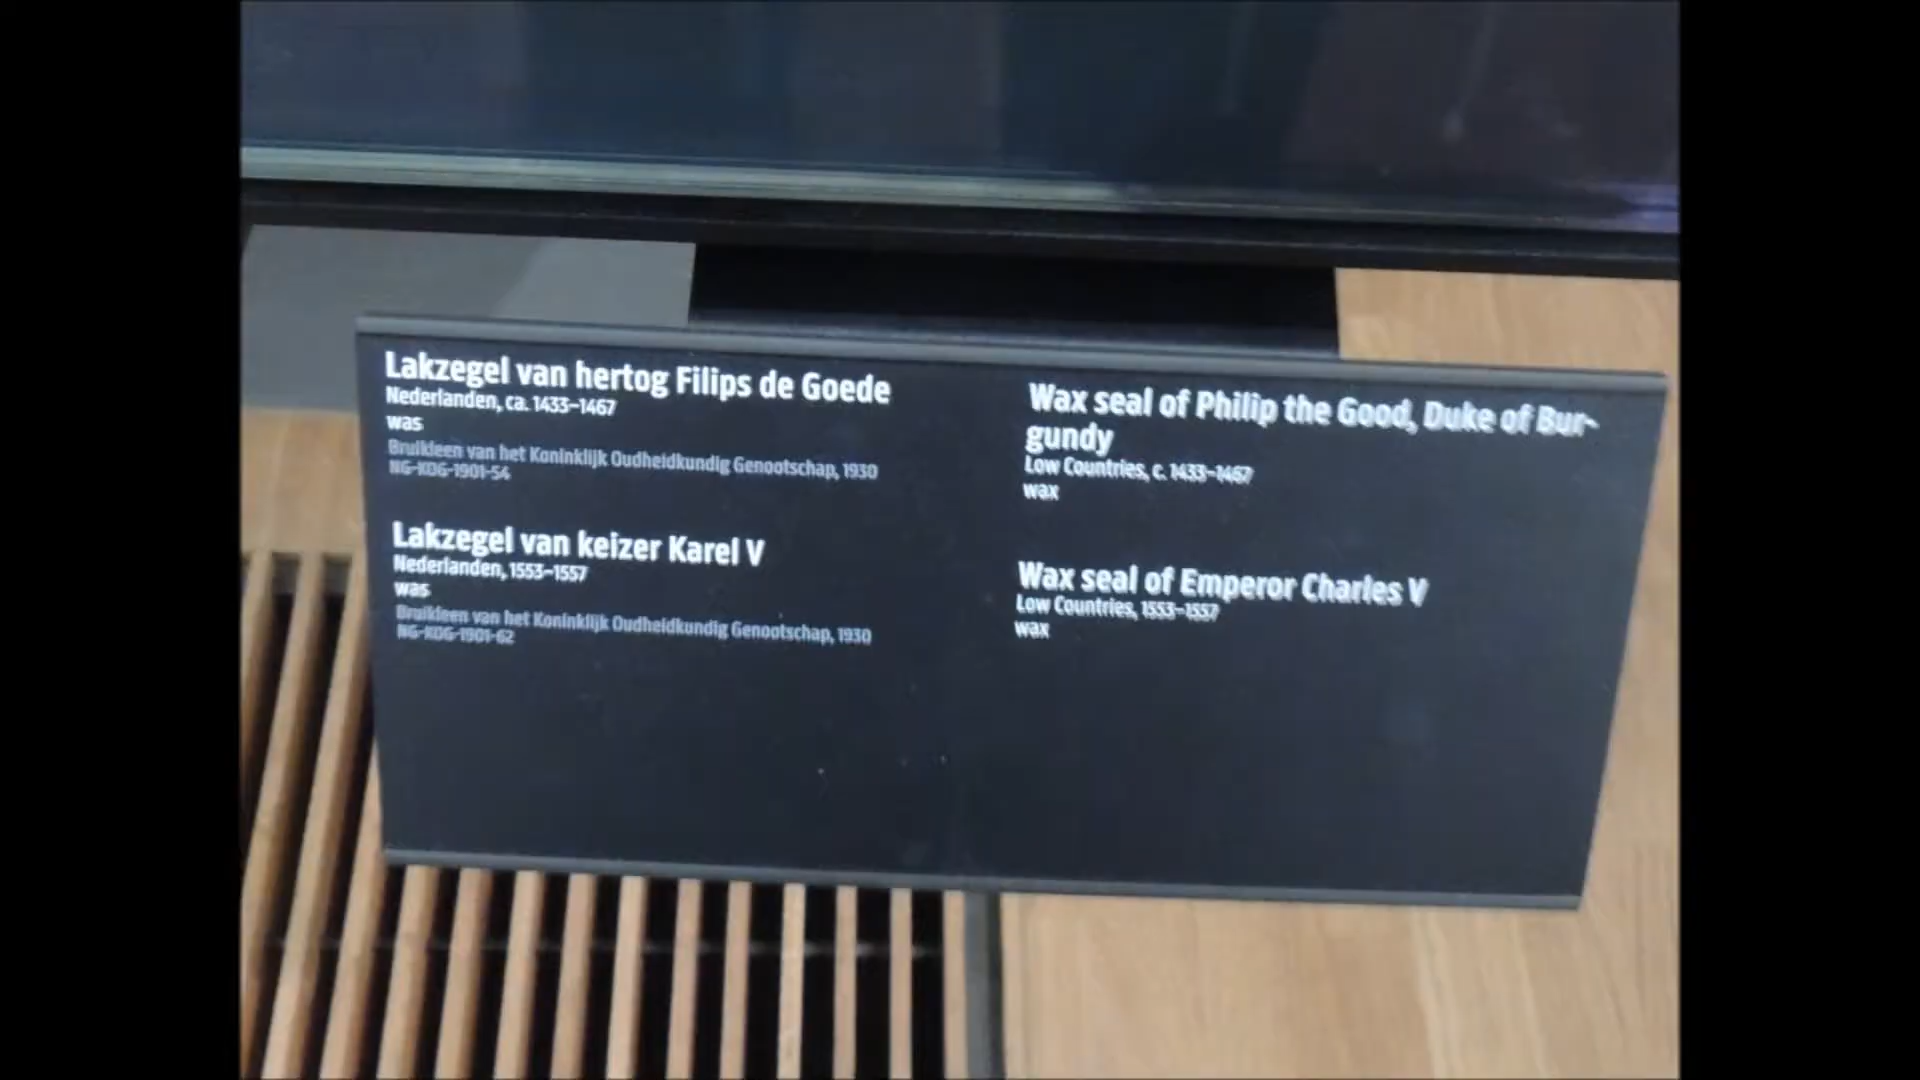 Lakzegel van hertog Filips de Goede
Nederlanden, ca. 1433–1467
was
Bruikleen van het Koninklijk Oudheidkundig Genootschap, 1930
NG-KOG-1901-54
Lakzegel van keizer Karel V
Nederlanden, 1553–1557
was
Bruikleen van het Koninklijk Oudheidkundig Genootschap, 1930
NG-KOG-1901-62
Wax seal of Philip the Good, Duke of Bur-
gundy
Low Countries, c. 1433–1467
wax
Wax seal of Emperor Charles V
Low Countries, 1553–1557
wax